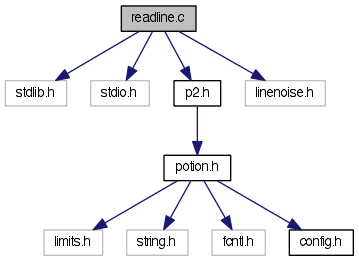 readline.c
stdlib.h
stdio.h
p2.h
linenoise.h
potion.h
limits.h
string.h
fcntl.h
config.h